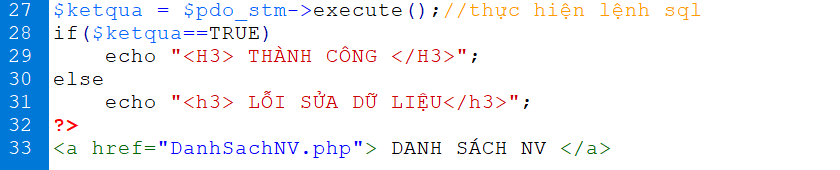 27 $ketqua = $pdo_stm->execute();//thực hiện lệnh sql
28 if($ketqua==TRUE)
29     echo "<H3> THÀNH CÔNG </H3>";
30 else
31     echo "<h3> LỖI SỬA DỮ LIỆU</h3>";
32 ?>
33 <a href="DanhSachNV.php"> DANH SÁCH NV </a>